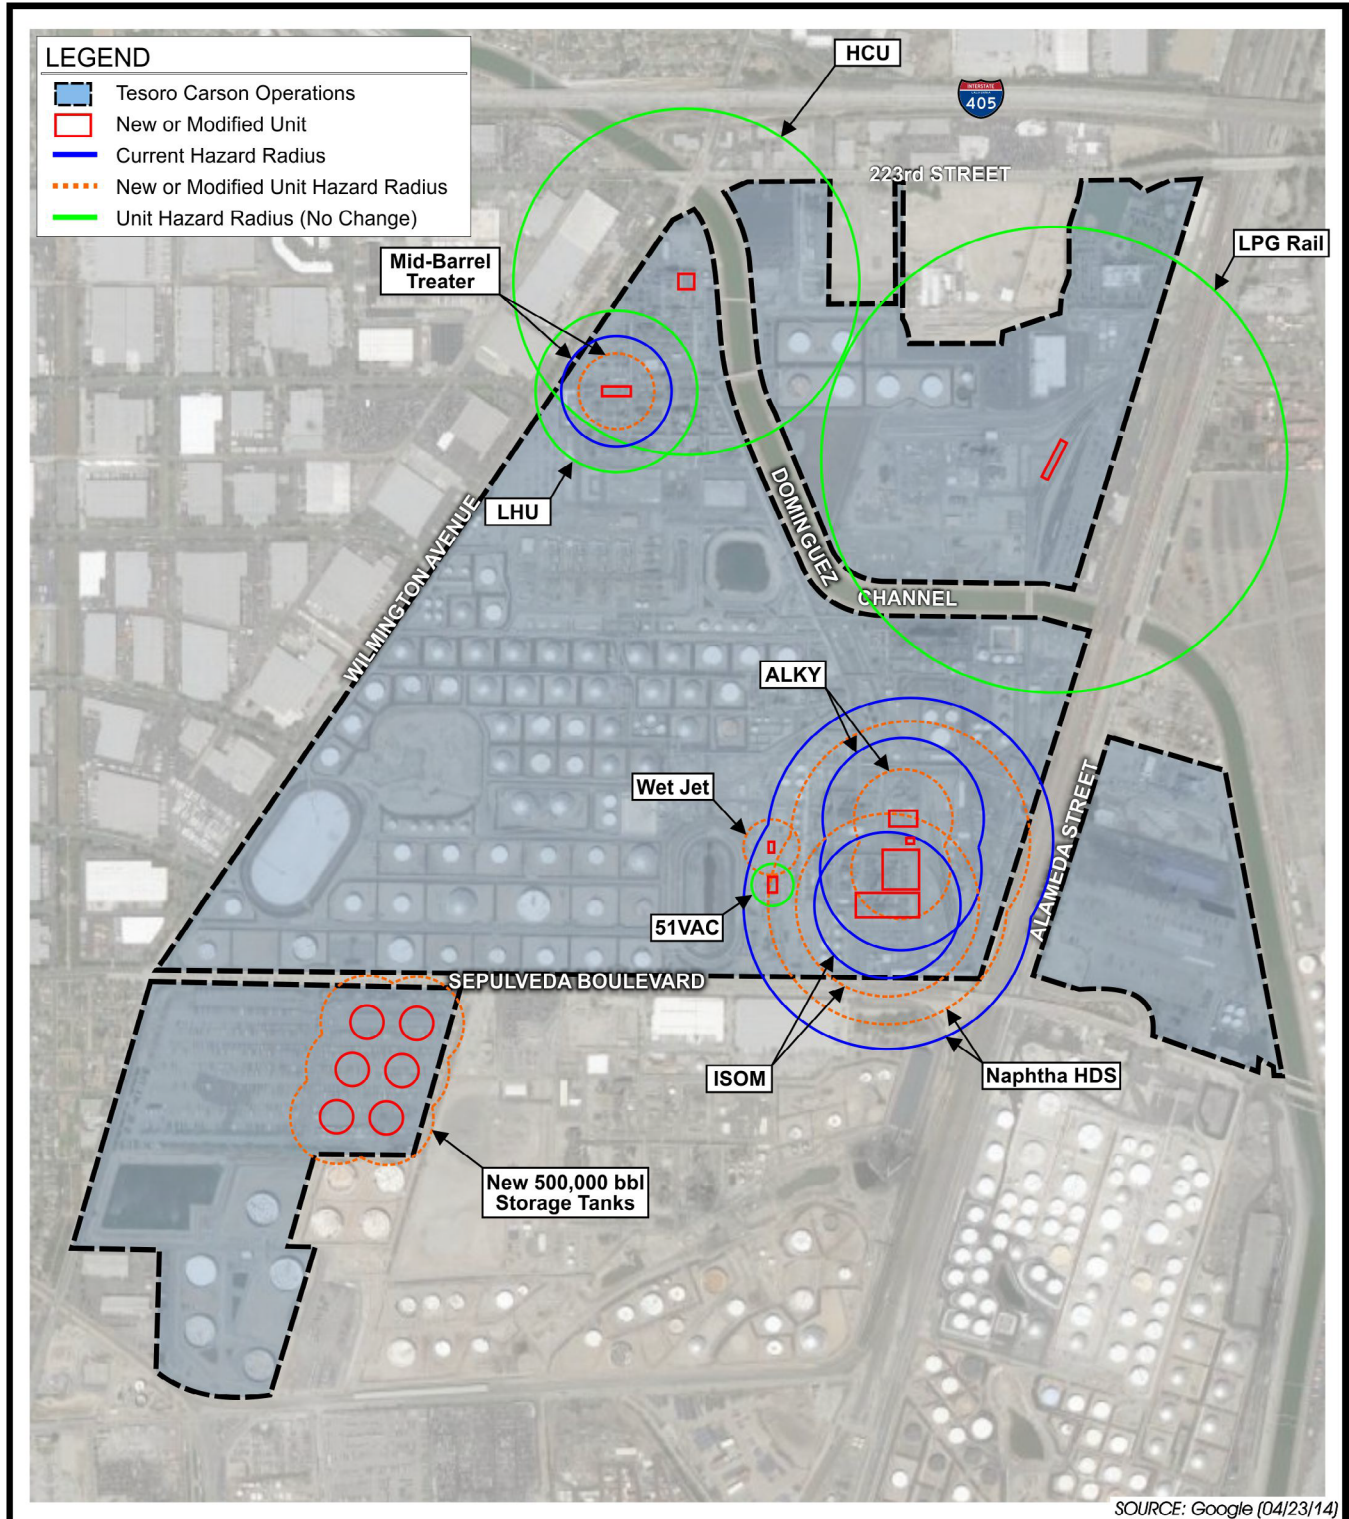 LEGEND
Tesoro Carson Operations
New or Modified Unit
Current Hazard Radius
New or Modified Unit Hazard Radius
Unit Hazard Radius (No Change)
HCU
INTERSTATE
CALIFORNIA
405
223rd STREET
LPG Rail
Mid-Barrel
Treater
LHU
WILMINGTON AVENUE
DOMINGUEZ
CHANNEL
ALKY
Wet Jet
51VAC
ALAMEDA STREET
SEPULVEDA BOULEVARD
ISOM
Naphtha HDS
New 500,000 bbl
Storage Tanks
SOURCE: Google (04/23/14)